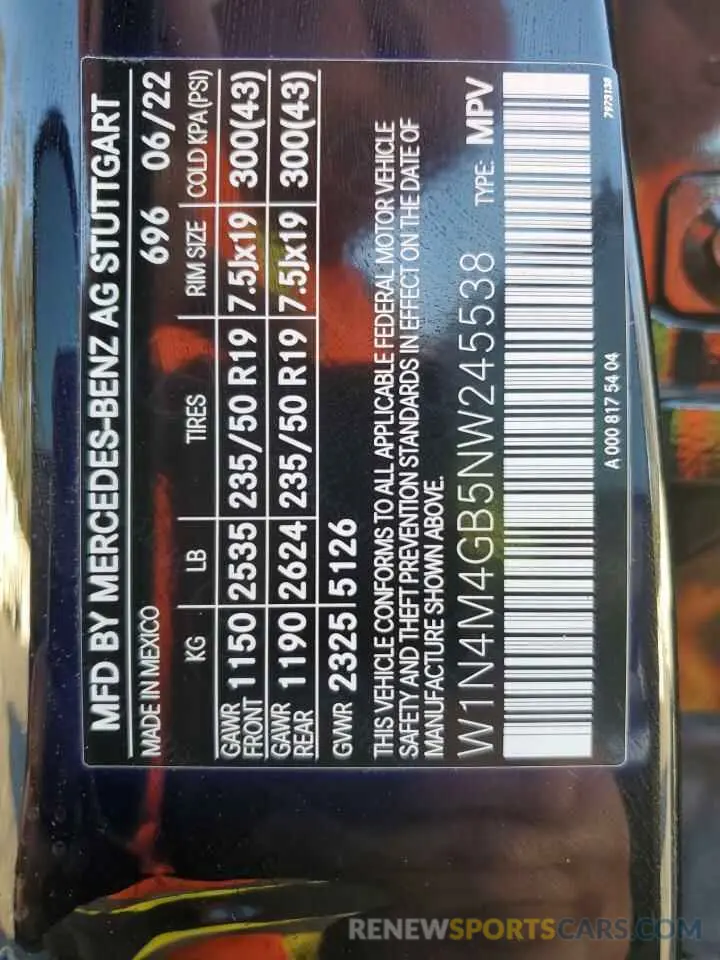 MFD BY MERCEDES-BENZ AG STUTTGART
MADE IN MEXICO 696 06/22
KG LB TIRES RIM SIZE COLD KPA(PSI)
GAWR FRONT 1150 2535 235/50 R19 7.5Jx19 300(43)
GAWR REAR 1190 2624 235/50 R19 7.5Jx19 300(43)
GVWR 2325 5126
THIS VEHICLE CONFORMS TO ALL APPLICABLE FEDERAL MOTOR VEHICLE
SAFETY AND THEFT PREVENTION STANDARDS IN EFFECT ON THE DATE OF
MANUFACTURE SHOWN ABOVE.
W1N4M4GB5NW245538 TYPE: MPV
A 000 817 54 04
7973138
RENEWSPORTSCARS.COM